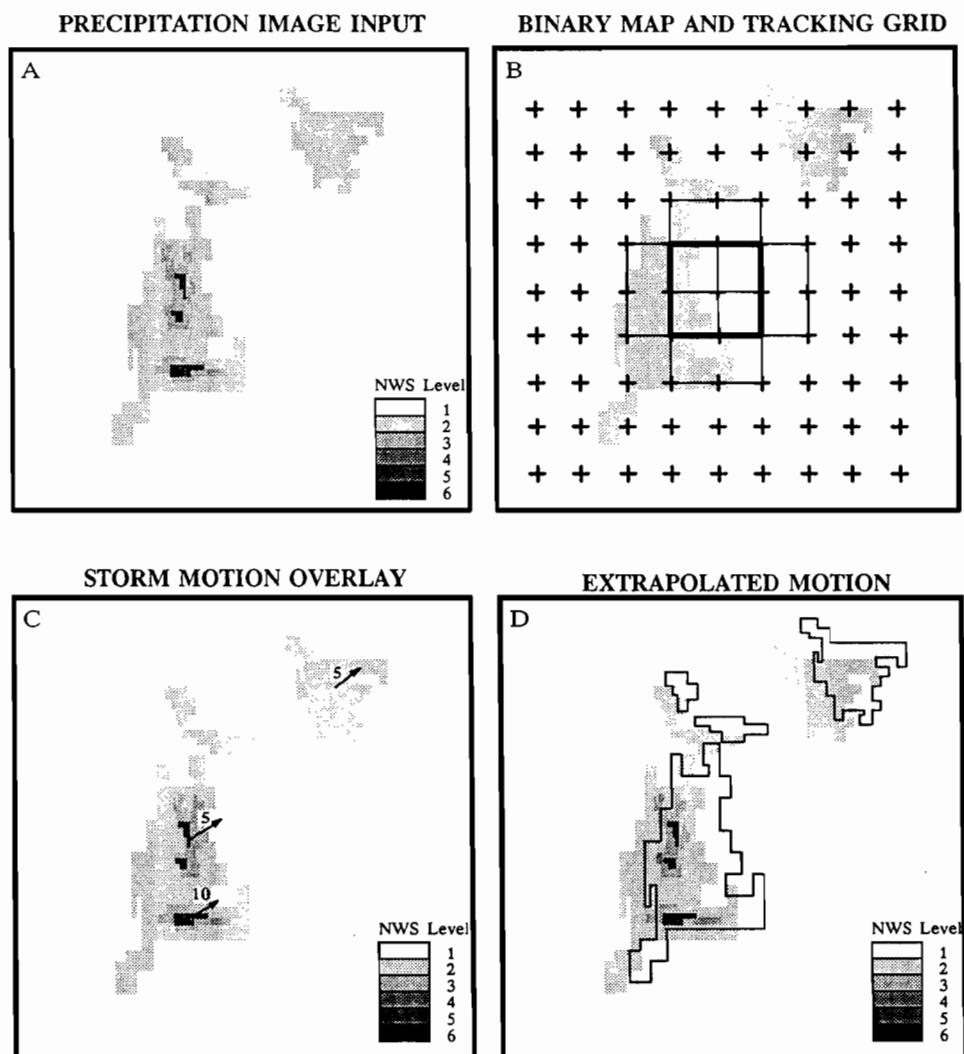 PRECIPITATION IMAGE INPUT
A
NWS Level
1
2
3
4
5
6
BINARY MAP AND TRACKING GRID
B
STORM MOTION OVERLAY
C
5
5
10
NWS Level
1
2
3
4
5
6
EXTRAPOLATED MOTION
D
NWS Level
1
2
3
4
5
6